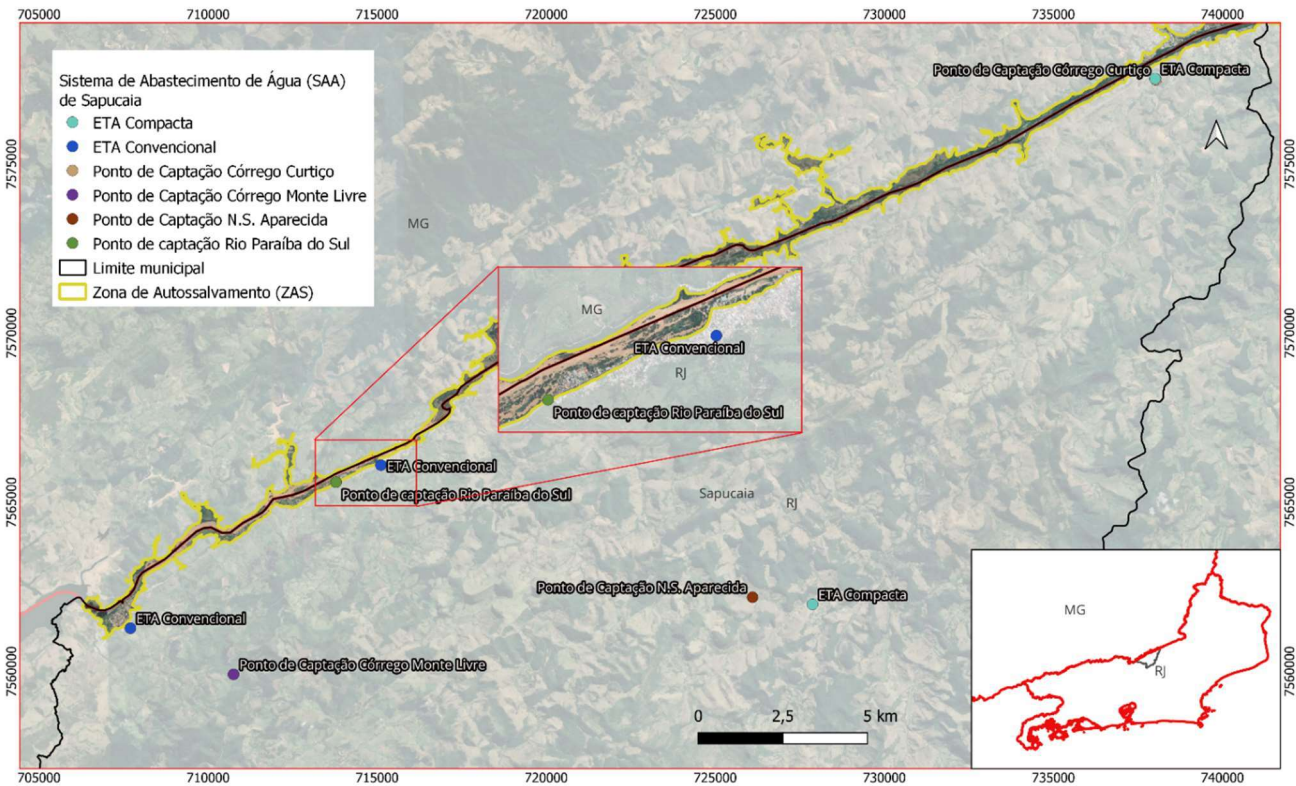 705000 710000 715000 720000 725000 730000 735000 740000
Sistema de Abastecimento de Água (SAA)
de Sapucaia
ETA Compacta
ETA Convencional
Ponto de Captação Córrego Curtiço
Ponto de Captação Córrego Monte Livre
Ponto de Captação N.S. Aparecida
Ponto de captação Rio Paraíba do Sul
Limite municipal
Zona de Autossalvamento (ZAS)
Ponto de Captação Córrego Curtiço
ETA Compacta
7575000
7575000
MG
MG
ETA Convencional
RJ
Ponto de captação Rio Paraíba do Sul
7570000
7570000
ETA Convencional
Ponto de captação Rio Paraíba do Sul
Sapucaia
RJ
7565000
7565000
Ponto de Captação N.S. Aparecida
ETA Compacta
ETA Convencional
Ponto de Captação Córrego Monte Livre
7560000
7560000
MG
RJ
0 2,5 5 km
705000 710000 715000 720000 725000 730000 735000 740000